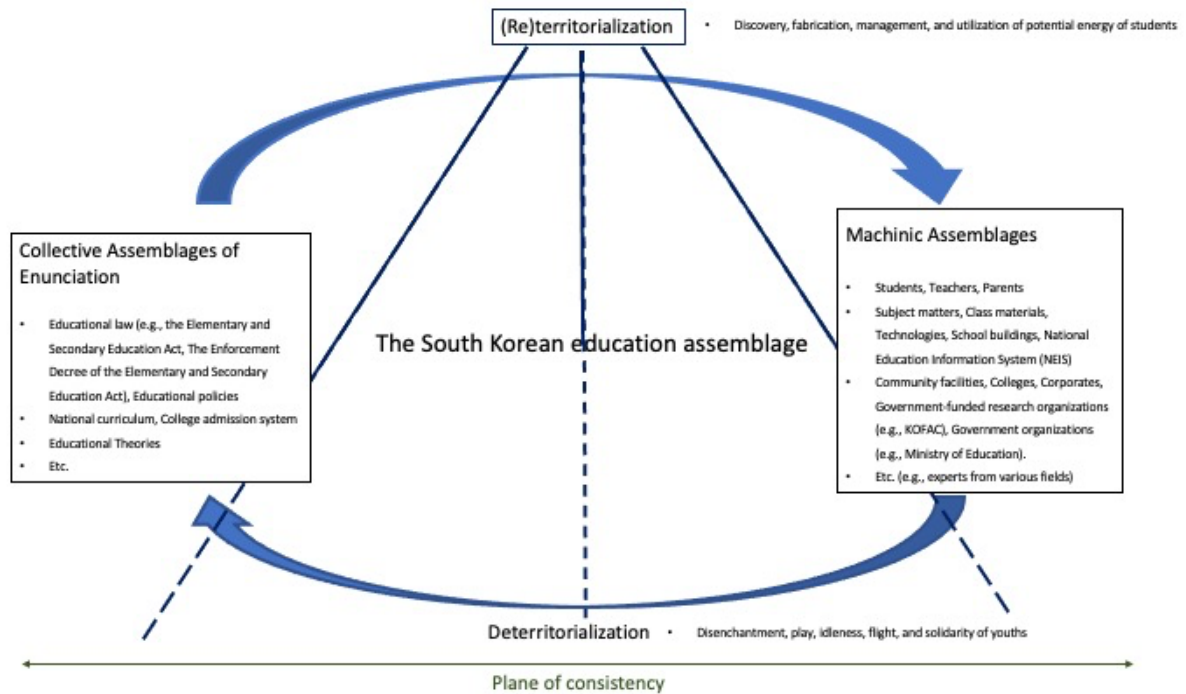 (Re)territorialization
• Discovery, fabrication, management, and utilization of potential energy of students
Collective Assemblages of
Enunciation
• Educational law (e.g., the Elementary and
Secondary Education Act, The Enforcement
Decree of the Elementary and Secondary
Education Act), Educational policies
• National curriculum, College admission system
• Educational Theories
• Etc.
The South Korean education assemblage
Machinic Assemblages
• Students, Teachers, Parents
• Subject matters, Class materials,
Technologies, School buildings, National
Education Information System (NEIS)
• Community facilities, Colleges, Corporates,
Government-funded research organizations
(e.g., KOFAC), Government organizations
(e.g., Ministry of Education).
• Etc. (e.g., experts from various fields)
Deterritorialization
• Disenchantment, play, idleness, flight, and solidarity of youths
Plane of consistency